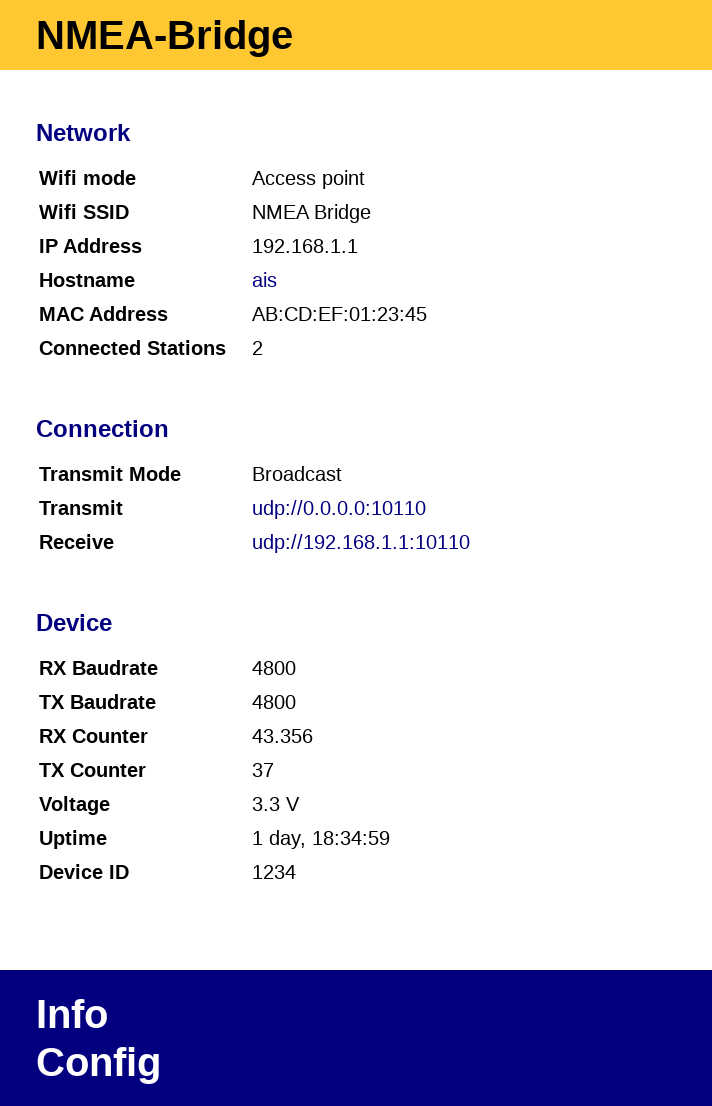 NMEA-Bridge
Network
Wifi mode Access point
Wifi SSID NMEA Bridge
IP Address 192.168.1.1
Hostname ais
MAC Address AB:CD:EF:01:23:45
Connected Stations 2
Connection
Transmit Mode Broadcast
Transmit udp://0.0.0.0:10110
Receive udp://192.168.1.1:10110
Device
RX Baudrate 4800
TX Baudrate 4800
RX Counter 43.356
TX Counter 37
Voltage 3.3 V
Uptime 1 day, 18:34:59
Device ID 1234
Info
Config